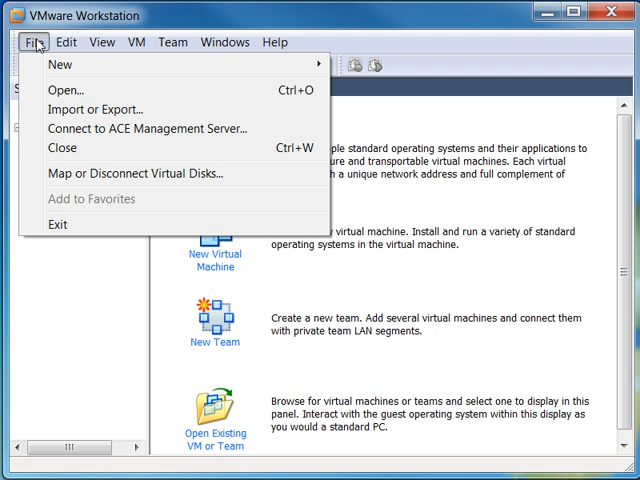 VMware Workstation
File Edit View VM Team Windows Help
New
Open... Ctrl+O
Import or Export...
Connect to ACE Management Server...
Close Ctrl+W
Map or Disconnect Virtual Disks...
Add to Favorites
Exit
S
ple standard operating systems and their applications to
ure and transportable virtual machines. Each virtual
h a unique network address and full complement of
w virtual machine. Install and run a variety of standard
operating systems in the virtual machine.
New Virtual
Machine
Create a new team. Add several virtual machines and connect them
with private team LAN segments.
New Team
Browse for virtual machines or teams and select one to display in this
panel. Interact with the guest operating system within this display as
you would a standard PC.
Open Existing
VM or Team